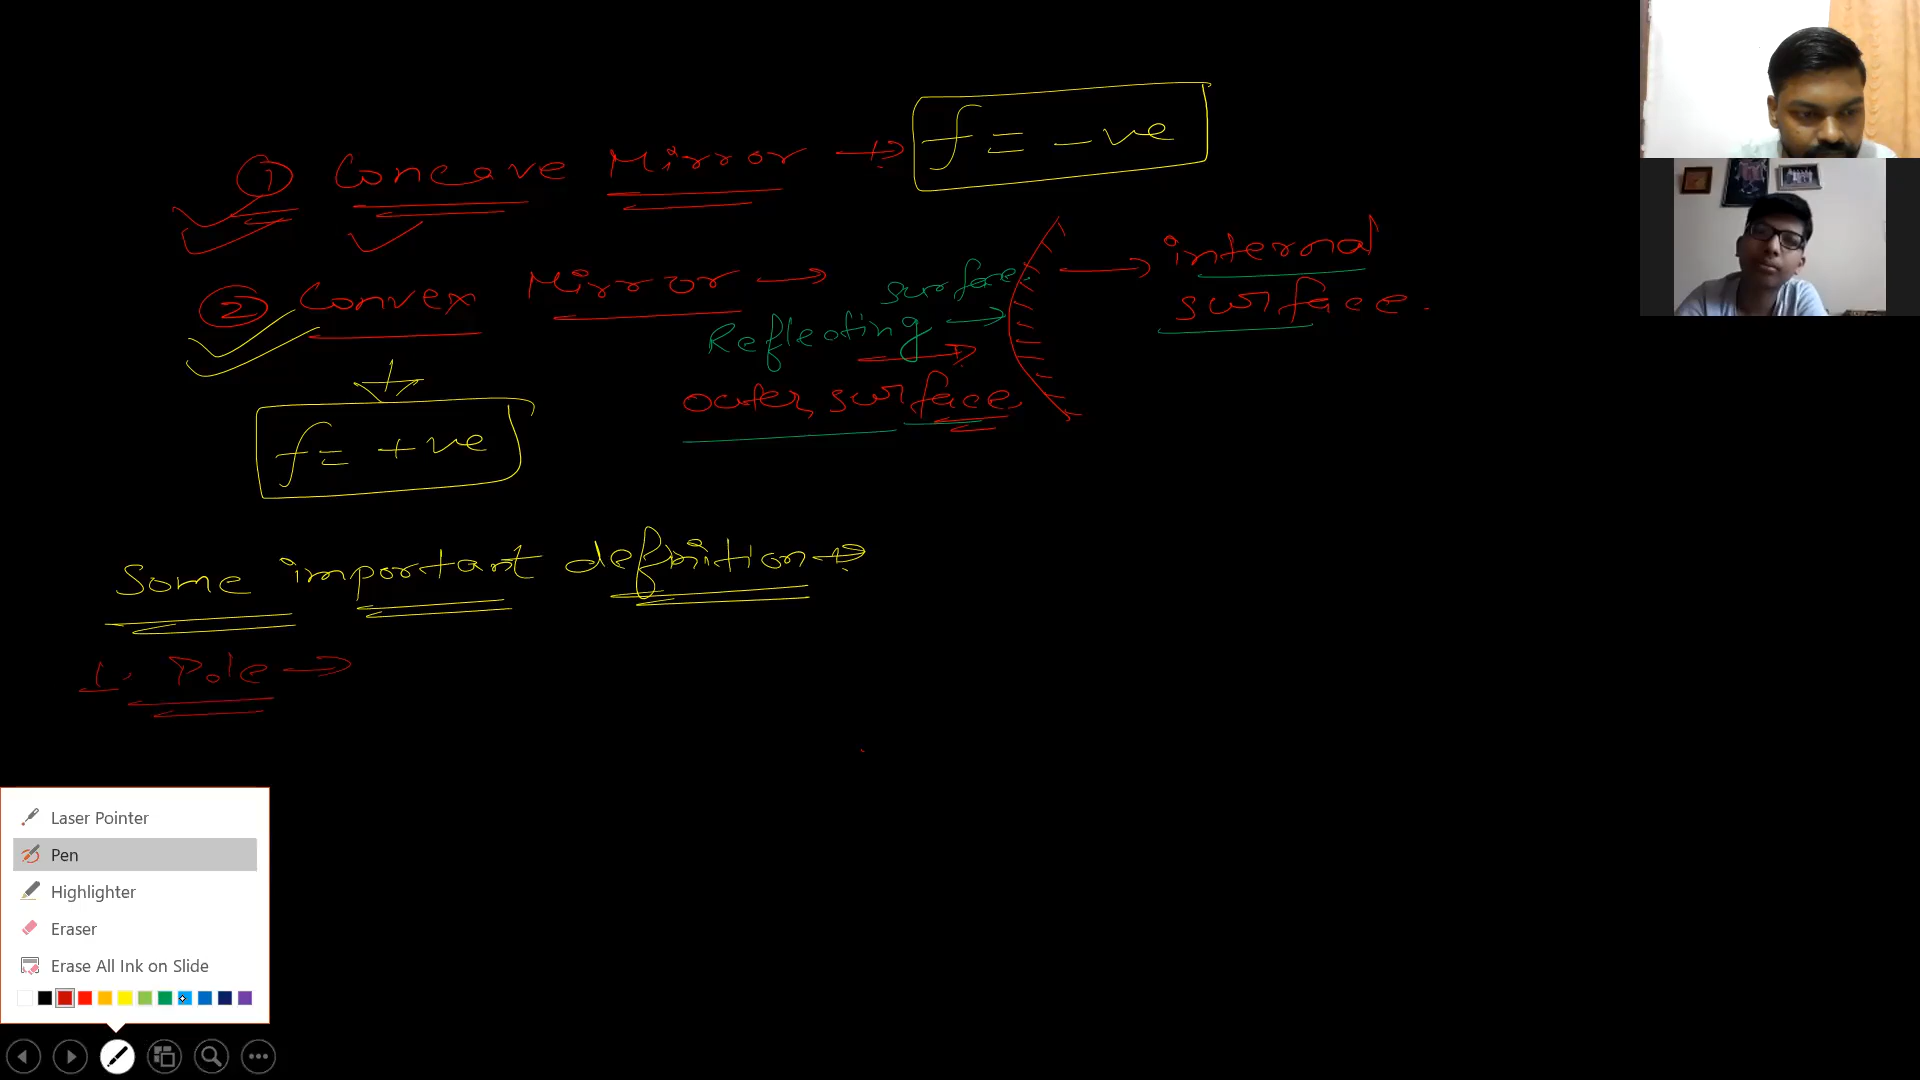 ① Concave Mirror → f = -ve
② Convex Mirror →
surface
Reflecting →
outer surface
→ internal
surface.
f = +ve
Some important definition →
1. Pole →
Laser Pointer
Pen
Highlighter
Eraser
Erase All Ink on Slide